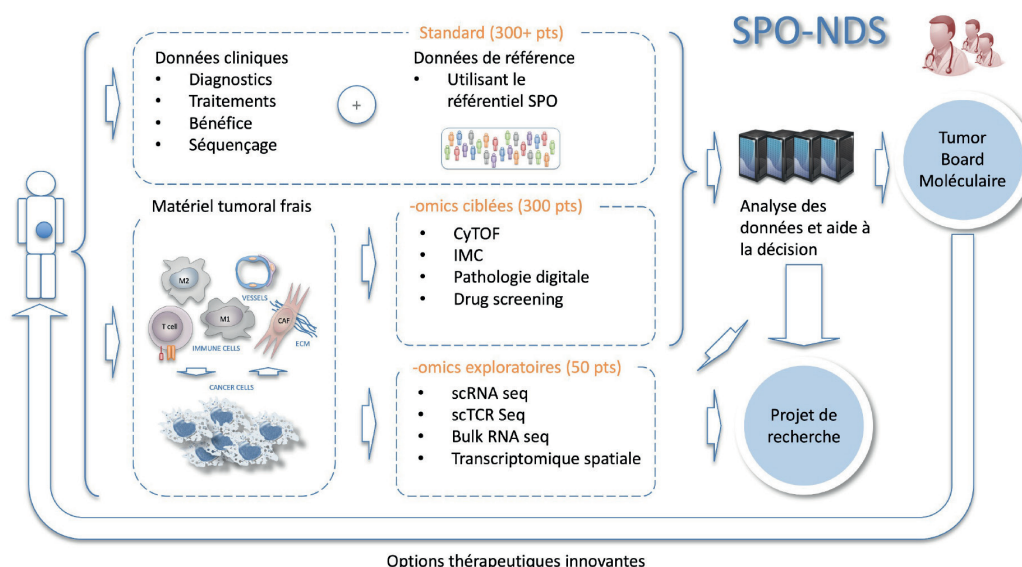 SPO-NDS
Standard (300+ pts)
Données cliniques
• Diagnostics
• Traitements
• Bénéfice
• Séquençage
+
Données de référence
• Utilisant le
référentiel SPO
Matériel tumoral frais
M2
VESSELS
T cell
M1
CAF
IMMUNE CELLS
ECM
CANCER CELLS
-omics ciblées (300 pts)
• CyTOF
• IMC
• Pathologie digitale
• Drug screening
-omics exploratoires (50 pts)
• scRNA seq
• scTCR Seq
• Bulk RNA seq
• Transcriptomique spatiale
Analyse des
données et aide à
la décision
Tumor
Board
Moléculaire
Projet de
recherche
Options thérapeutiques innovantes